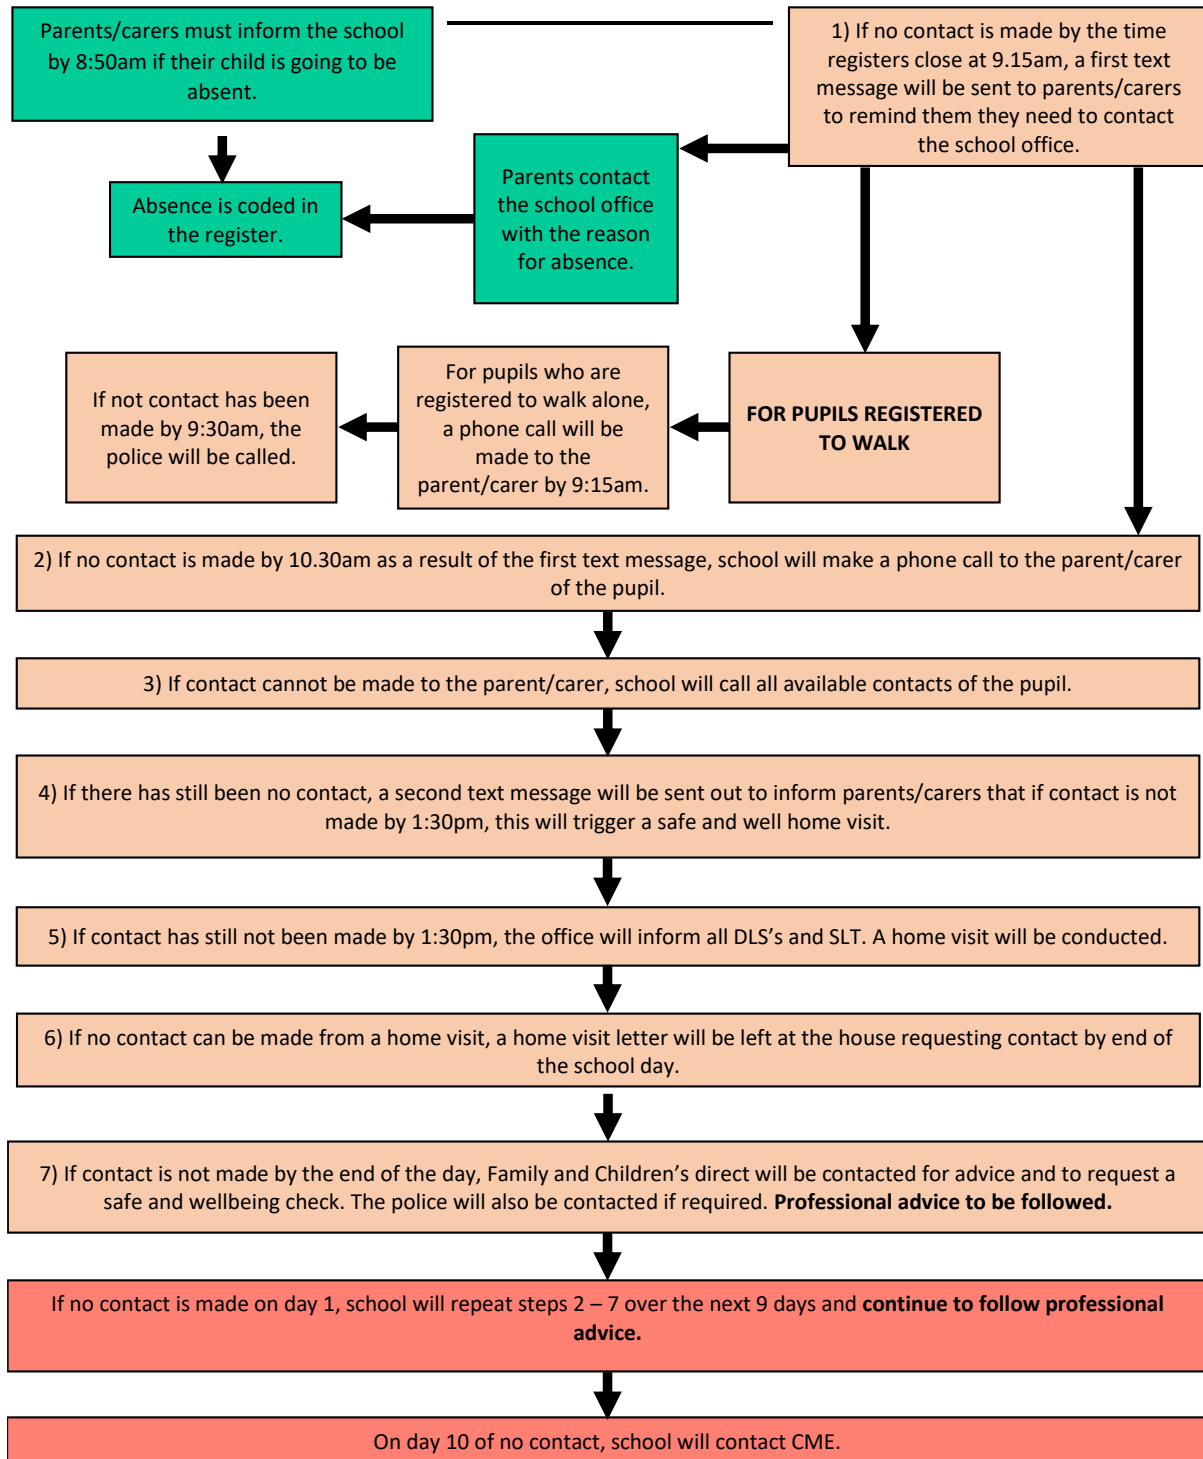 Parents/carers must inform the school
by 8:50am if their child is going to be
absent.
1) If no contact is made by the time
registers close at 9.15am, a first text
message will be sent to parents/carers
to remind them they need to contact
the school office.
Parents contact
the school office
with the reason
for absence.
Absence is coded in
the register.
FOR PUPILS REGISTERED
TO WALK
For pupils who are
registered to walk alone,
a phone call will be
made to the
parent/carer by 9:15am.
If not contact has been
made by 9:30am, the
police will be called.
2) If no contact is made by 10.30am as a result of the first text message, school will make a phone call to the parent/carer
of the pupil.
3) If contact cannot be made to the parent/carer, school will call all available contacts of the pupil.
4) If there has still been no contact, a second text message will be sent out to inform parents/carers that if contact is not
made by 1:30pm, this will trigger a safe and well home visit.
5) If contact has still not been made by 1:30pm, the office will inform all DLS’s and SLT. A home visit will be conducted.
6) If no contact can be made from a home visit, a home visit letter will be left at the house requesting contact by end of
the school day.
7) If contact is not made by the end of the day, Family and Children’s direct will be contacted for advice and to request a
safe and wellbeing check. The police will also be contacted if required. Professional advice to be followed.
If no contact is made on day 1, school will repeat steps 2 – 7 over the next 9 days and continue to follow professional
advice.
On day 10 of no contact, school will contact CME.